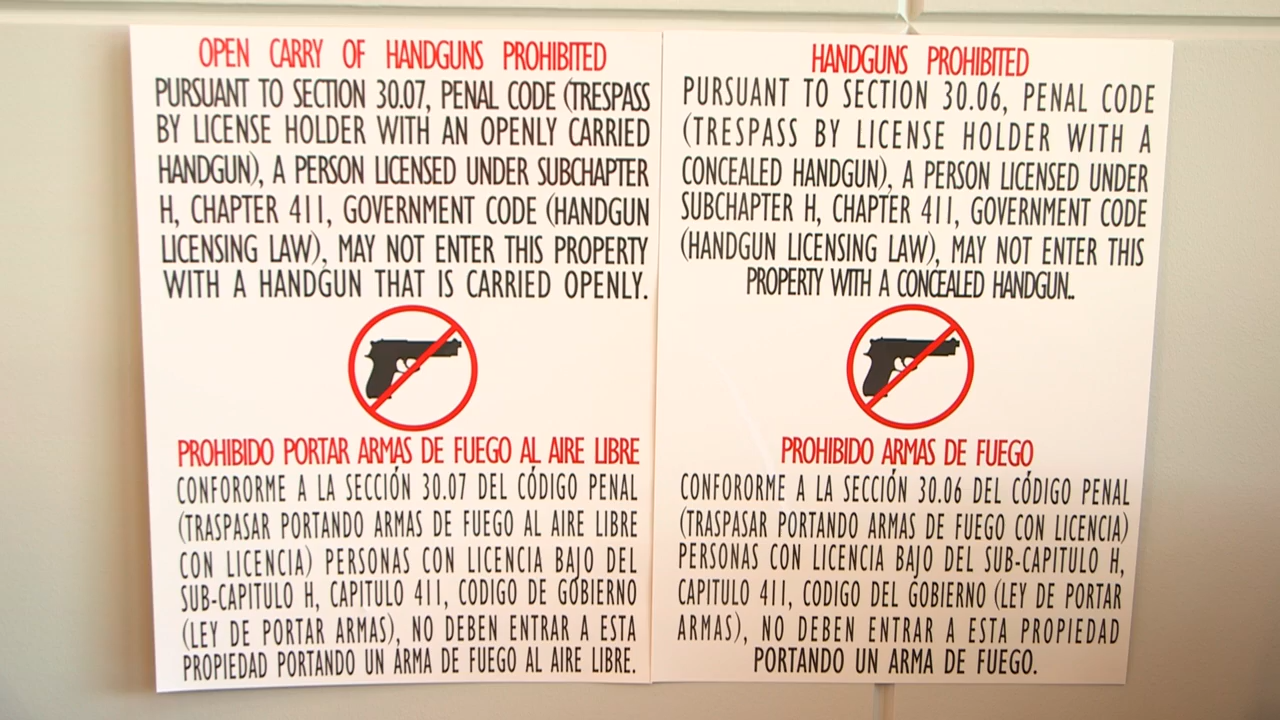 OPEN CARRY OF HANDGUNS PROHIBITED
PURSUANT TO SECTION 30.07, PENAL CODE (TRESPASS
BY LICENSE HOLDER WITH AN OPENLY CARRIED
HANDGUN), A PERSON LICENSED UNDER SUBCHAPTER
H, CHAPTER 411, GOVERNMENT CODE (HANDGUN
LICENSING LAW), MAY NOT ENTER THIS PROPERTY
WITH A HANDGUN THAT IS CARRIED OPENLY.
PROHIBIDO PORTAR ARMAS DE FUEGO AL AIRE LIBRE
CONFORORME A LA SECCIÓN 30.07 DEL CÓDIGO PENAL
(TRASPASAR PORTANDO ARMAS DE FUEGO AL AIRE LIBRE
CON LICENCIA) PERSONAS CON LICENCIA BAJO DEL
SUB-CAPITULO H, CAPITULO 411, CODIGO DE GOBIERNO
(LEY DE PORTAR ARMAS), NO DEBEN ENTRAR A ESTA
PROPIEDAD PORTANDO UN ARMA DE FUEGO AL AIRE LIBRE.
HANDGUNS PROHIBITED
PURSUANT TO SECTION 30.06, PENAL CODE
(TRESPASS BY LICENSE HOLDER WITH A
CONCEALED HANDGUN), A PERSON LICENSED UNDER
SUBCHAPTER H, CHAPTER 411, GOVERNMENT CODE
(HANDGUN LICENSING LAW), MAY NOT ENTER THIS
PROPERTY WITH A CONCEALED HANDGUN..
PROHIBIDO ARMAS DE FUEGO
CONFORORME A LA SECCIÓN 30.06 DEL CÓDIGO PENAL
(TRASPASAR PORTANDO ARMAS DE FUEGO CON LICENCIA)
PERSONAS CON LICENCIA BAJO DEL SUB-CAPITULO H,
CAPITULO 411, CODIGO DEL GOBIERNO (LEY DE PORTAR
ARMAS), NO DEBEN ENTRAR A ESTA PROPIEDAD
PORTANDO UN ARMA DE FUEGO.